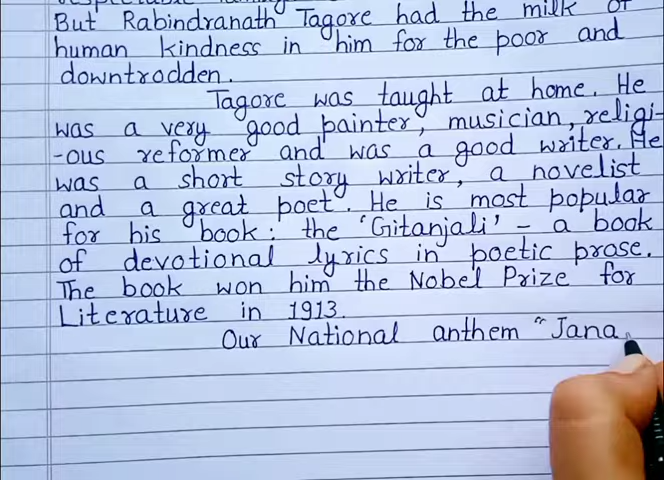 But Rabindranath Tagore had the milk of
human kindness in him for the poor and
downtrodden.
Tagore was taught at home. He
was a very good painter, musician, religi-
-ous reformer and was a good writer. He
was a short story writer, a novelist
and a great poet. He is most popular
for his book: the 'Gitanjali' - a book
of devotional lyrics in poetic prose.
The book won him the Nobel Prize for
Literature in 1913.
Our National anthem "Jana